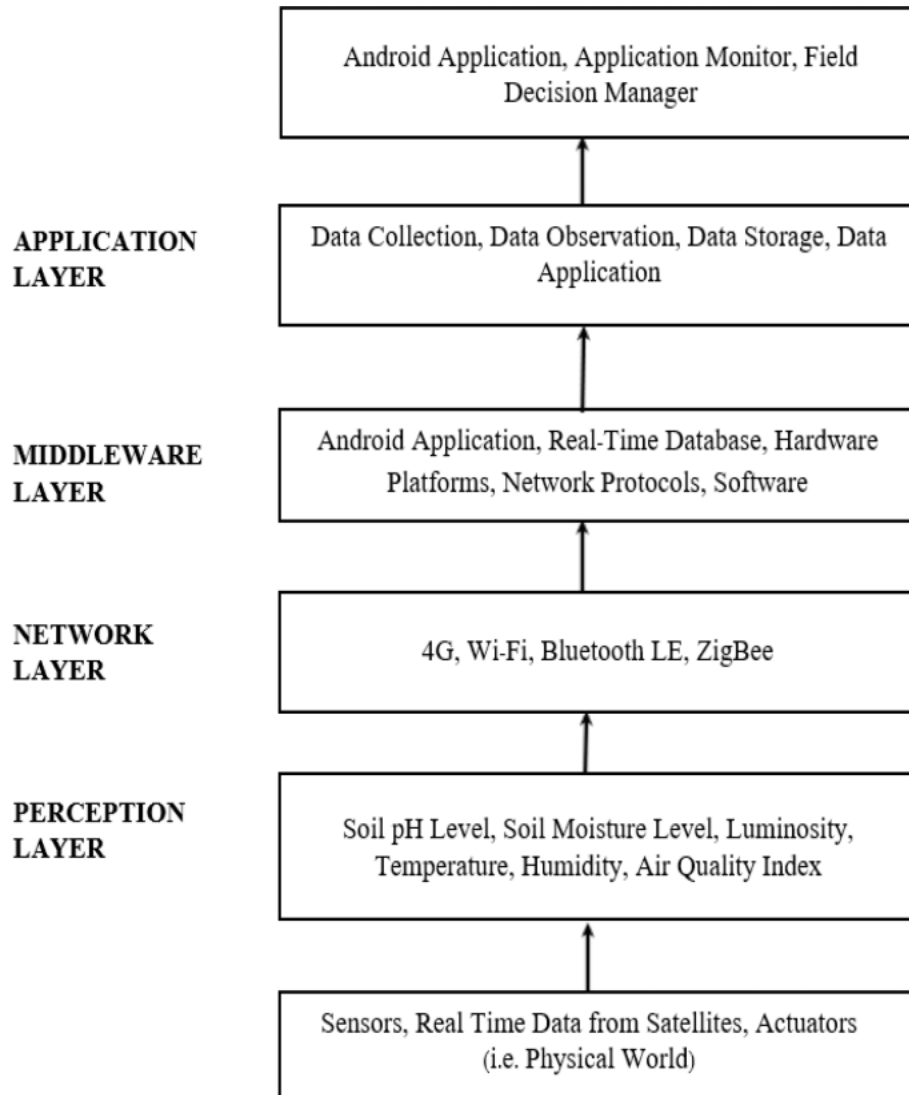 Android Application, Application Monitor, Field
Decision Manager
APPLICATION
LAYER
Data Collection, Data Observation, Data Storage, Data
Application
MIDDLEWARE
LAYER
Android Application, Real-Time Database, Hardware
Platforms, Network Protocols, Software
NETWORK
LAYER
4G, Wi-Fi, Bluetooth LE, ZigBee
PERCEPTION
LAYER
Soil pH Level, Soil Moisture Level, Luminosity,
Temperature, Humidity, Air Quality Index
Sensors, Real Time Data from Satellites, Actuators
(i.e. Physical World)